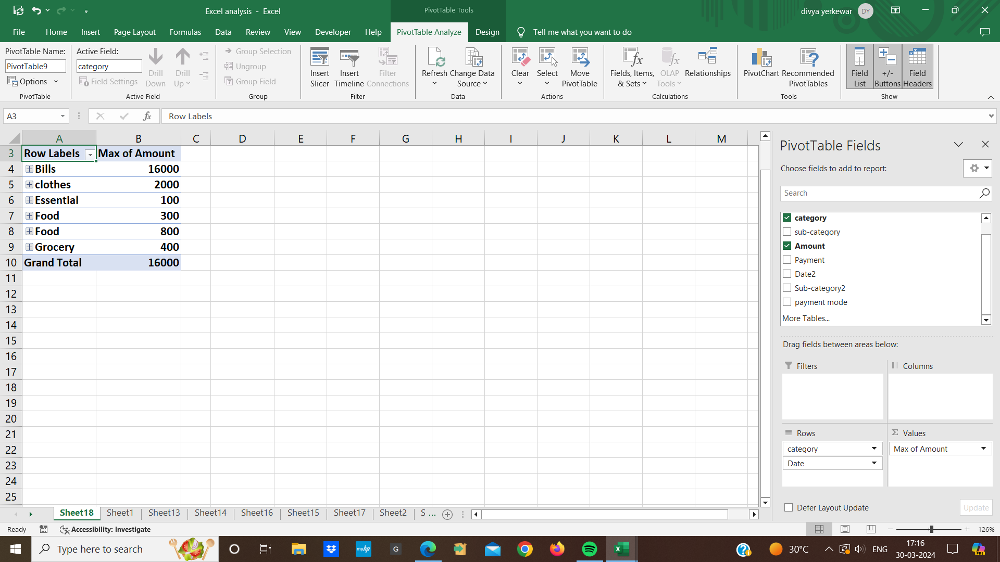 Excel analysis - Excel
PivotTable Tools
divya yerkewar
DY
File Home Insert Page Layout Formulas Data Review View Developer Help PivotTable Analyze Design Tell me what you want to do
PivotTable Name:
PivotTable9
Options
PivotTable
Active Field:
category
Field Settings
Drill Down
Drill Up
Active Field
Group Selection
Ungroup
Group Field
Group
Insert Slicer
Insert Timeline
Filter Connections
Filter
Refresh
Change Data Source
Data
Clear
Select
Move PivotTable
Actions
Fields, Items, & Sets
OLAP Tools
Relationships
Calculations
PivotChart
Recommended PivotTables
Tools
Field List
+/- Buttons
Field Headers
Show
A3
fx
Row Labels
A B C D E F G H I J K L M
3 Row Labels Max of Amount
4 Bills 16000
5 clothes 2000
6 Essential 100
7 Food 300
8 Food 800
9 Grocery 400
10 Grand Total 16000
11
12
13
14
15
16
17
18
19
20
21
22
23
24
25
PivotTable Fields
Choose fields to add to report:
Search
category
sub-category
Amount
Payment
Date2
Sub-category2
payment mode
More Tables...
Drag fields between areas below:
Filters
Columns
Rows
category
Date
Values
Max of Amount
Defer Layout Update
Update
Sheet18 Sheet1 Sheet13 Sheet14 Sheet16 Sheet15 Sheet17 Sheet2 S ...
Ready
Accessibility: Investigate
126%
Type here to search
myhp
G
30°C
ENG
17:16
30-03-2024
PRE